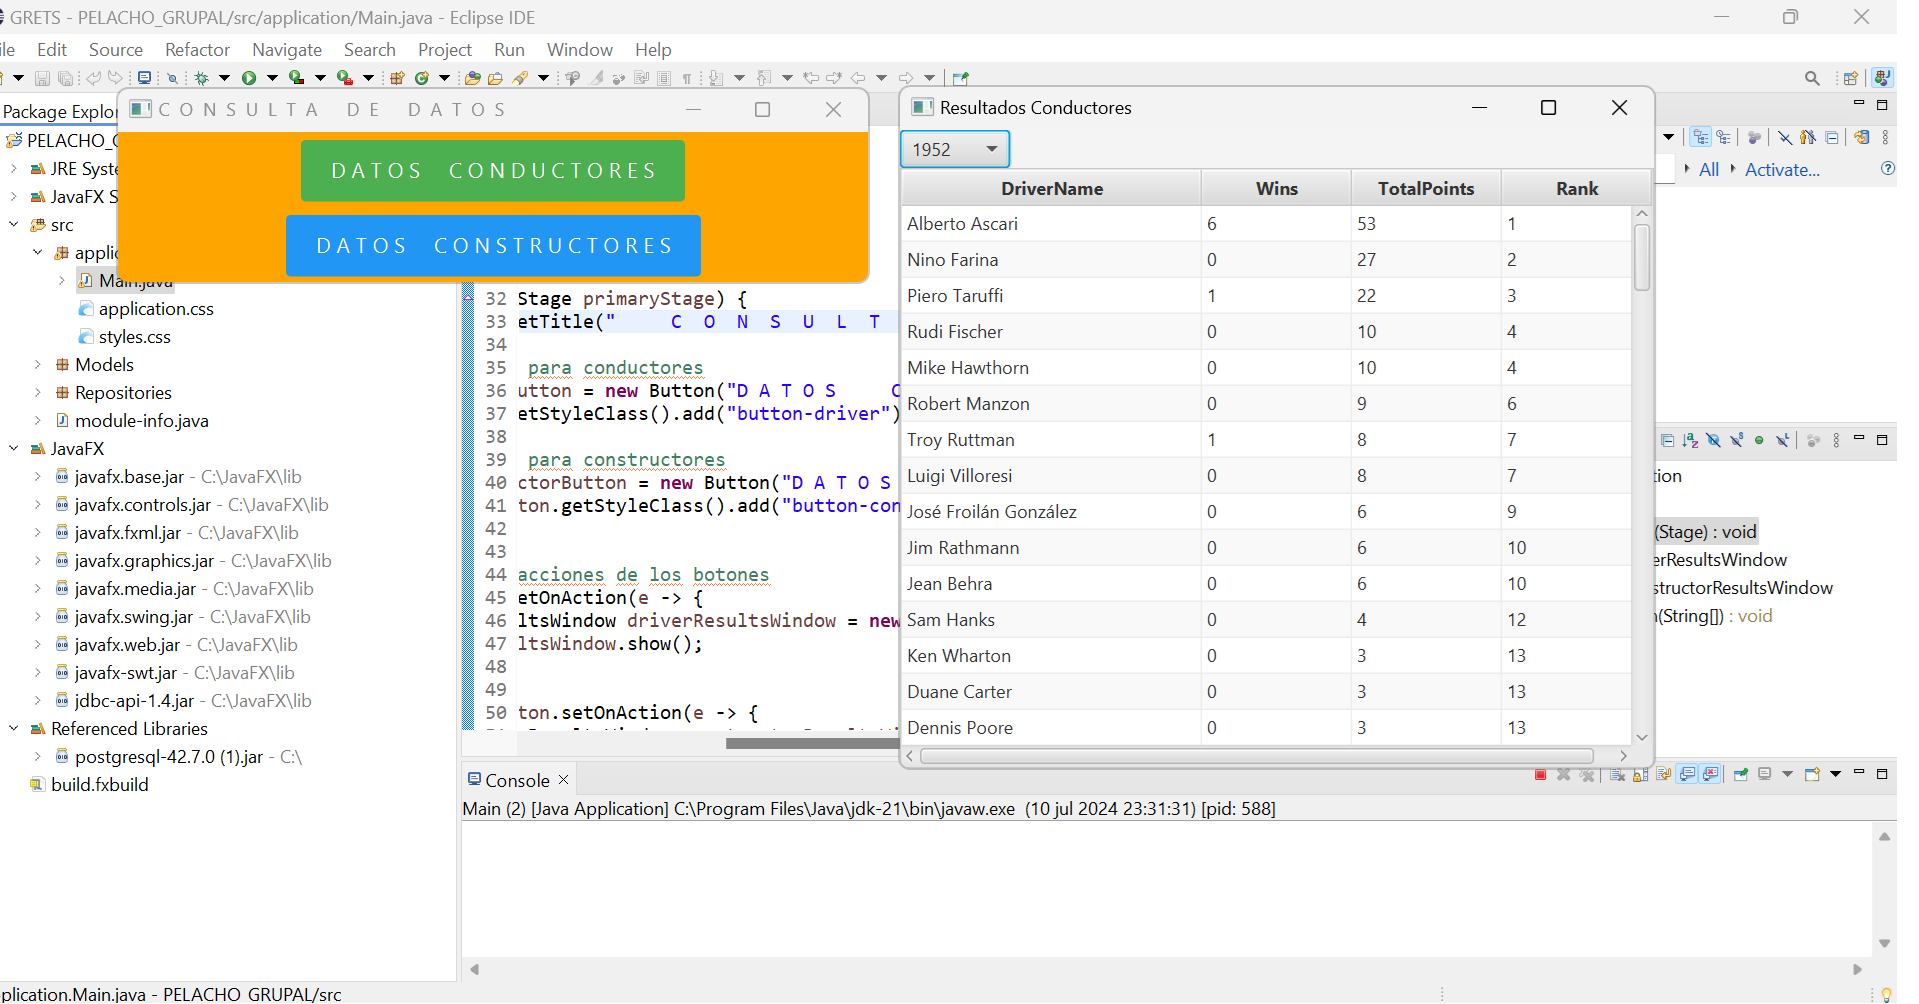 GRETS - PELACHO_GRUPAL/src/application/Main.java - Eclipse IDE
Edit Source Refactor Navigate Search Project Run Window Help
Package Explo
C O N S U L T A   D E   D A T O S
DATOS CONDUCTORES
DATOS CONSTRUCTORES
PELACHO_
JRE Syst
JavaFX S
src
applic
Main.java
application.css
styles.css
Models
Repositories
module-info.java
JavaFX
javafx.base.jar - C:\JavaFX\lib
javafx.controls.jar - C:\JavaFX\lib
javafx.fxml.jar - C:\JavaFX\lib
javafx.graphics.jar - C:\JavaFX\lib
javafx.media.jar - C:\JavaFX\lib
javafx.swing.jar - C:\JavaFX\lib
javafx.web.jar - C:\JavaFX\lib
javafx-swt.jar - C:\JavaFX\lib
jdbc-api-1.4.jar - C:\JavaFX\lib
Referenced Libraries
postgresql-42.7.0 (1).jar - C:\
build.fxbuild
32 Stage primaryStage) {
33 etTitle("     C  O  N  S  U  L  T
34
35  para conductores
36 utton = new Button("D A T O S     C
37 etStyleClass().add("button-driver")
38
39  para constructores
40 ctorButton = new Button("D A T O S
41 ton.getStyleClass().add("button-con
42
43
44 acciones de los botones
45 etOnAction(e -> {
46 ltsWindow driverResultsWindow = new
47 ltsWindow.show();
48
49
50 ton.setOnAction(e -> {
Resultados Conductores
1952
DriverName Wins TotalPoints Rank
Alberto Ascari 6 53 1
Nino Farina 0 27 2
Piero Taruffi 1 22 3
Rudi Fischer 0 10 4
Mike Hawthorn 0 10 4
Robert Manzon 0 9 6
Troy Ruttman 1 8 7
Luigi Villoresi 0 8 7
José Froilán González 0 6 9
Jim Rathmann 0 6 10
Jean Behra 0 6 10
Sam Hanks 0 4 12
Ken Wharton 0 3 13
Duane Carter 0 3 13
Dennis Poore 0 3 13
All Activate...
tion
(Stage) : void
erResultsWindow
structorResultsWindow
(String[]) : void
Console
Main (2) [Java Application] C:\Program Files\Java\jdk-21\bin\javaw.exe (10 jul 2024 23:31:31) [pid: 588]
plication.Main.java - PELACHO_GRUPAL/src